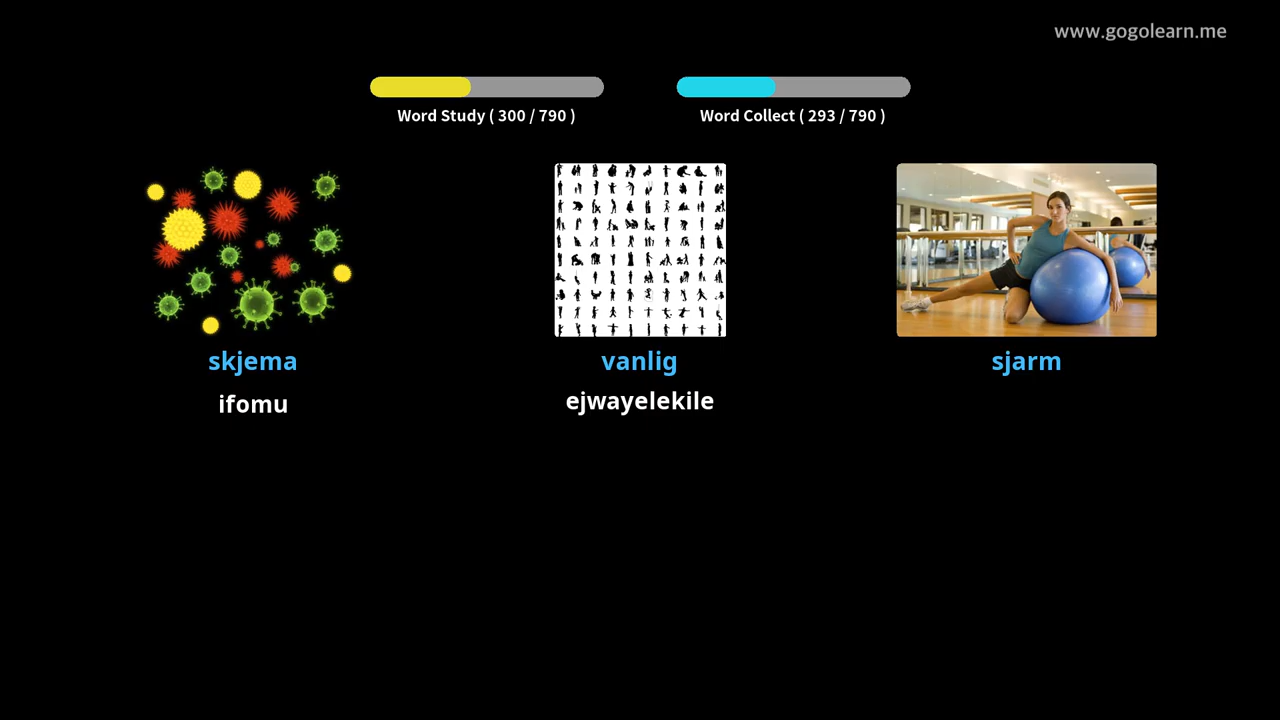 www.gogolearn.me
Word Study ( 300 / 790 )
Word Collect ( 293 / 790 )
skjema
vanlig
sjarm
ifomu
ejwayelekile